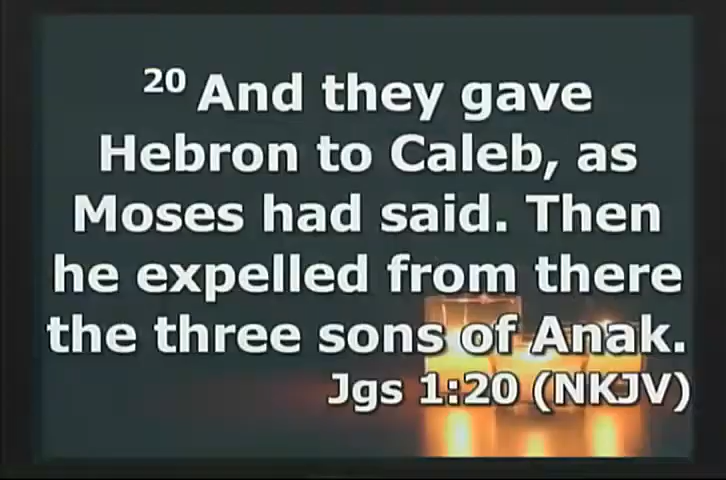 20 And they gave
Hebron to Caleb, as
Moses had said. Then
he expelled from there
the three sons of Anak.
Jgs 1:20 (NKJV)